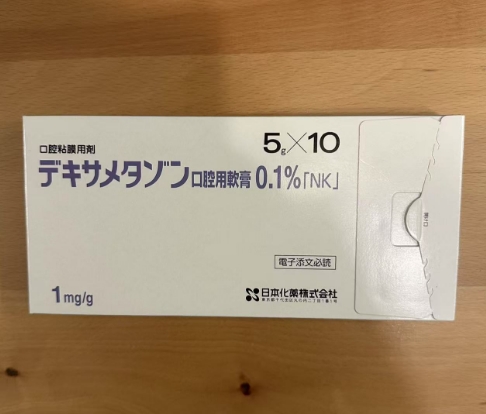 口腔粘膜用剤
5g×10
デキサメタゾン口腔用軟膏 0.1%「NK」
電子添文必読
1mg/g
日本化薬株式会社